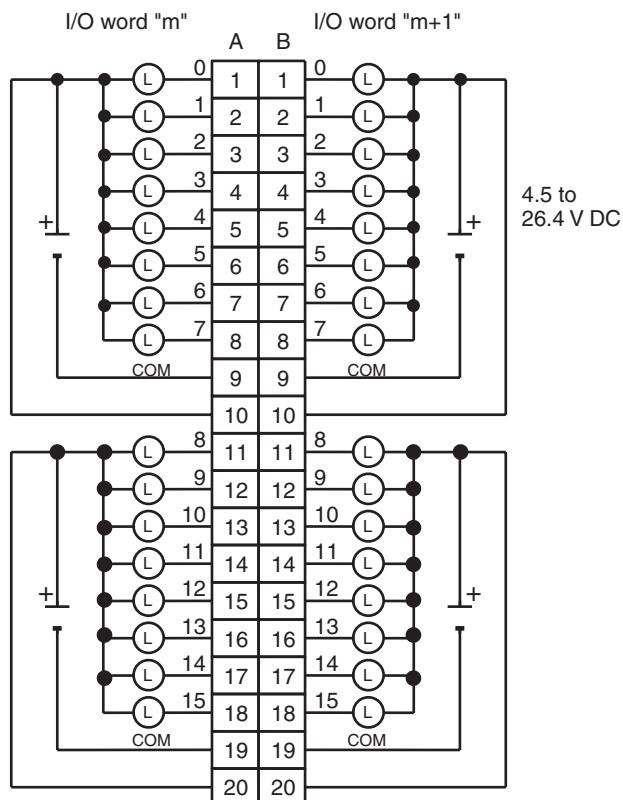 I/O word "m" A B I/O word "m+1"
0 1 1 0
L L
1 2 2 1
L L
2 3 3 2
L L
3 4 4 3
L L
4.5 to
26.4 V DC
4 5 5 4
+ L L +
5 6 6 5
L L
6 7 7 6
L L
7 8 8 7
L L
COM 9 9 COM
10 10
8 11 11 8
L L
9 12 12 9
L L
10 13 13 10
L L
11 14 14 11
L L
12 15 15 12
+ L L +
13 16 16 13
L L
14 17 17 14
L L
15 18 18 15
L L
COM 19 19 COM
20 20